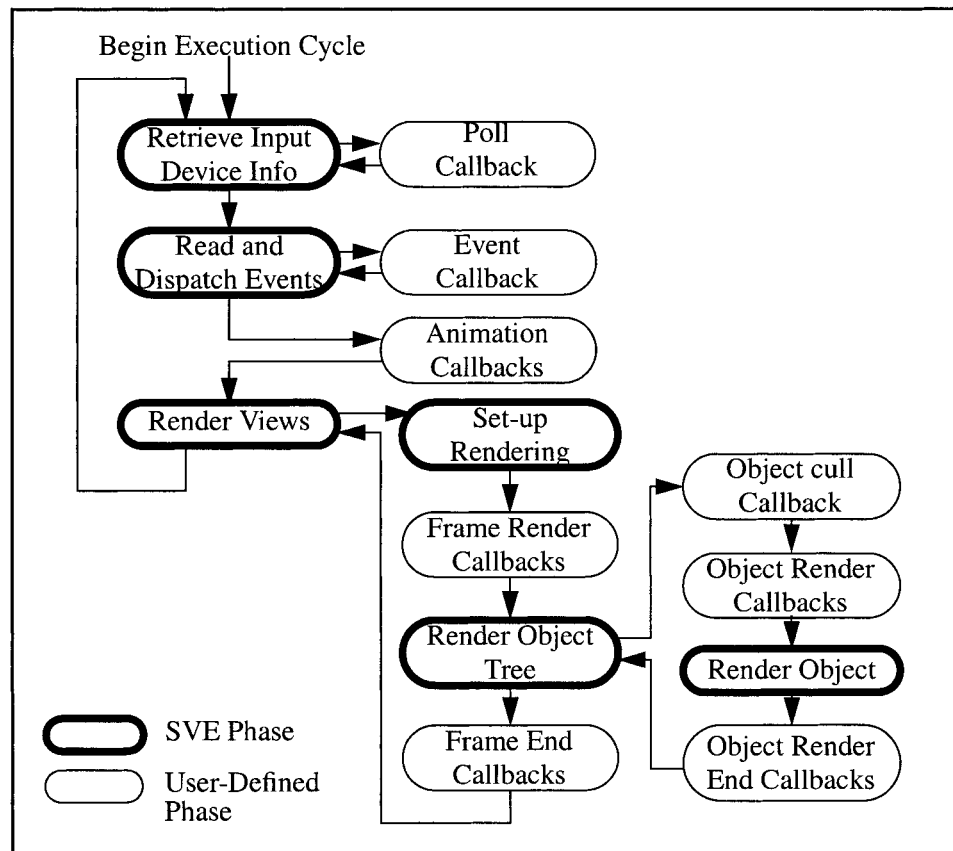 Begin Execution Cycle
Retrieve Input
Device Info
Poll
Callback
Read and
Dispatch Events
Event
Callback
Animation
Callbacks
Render Views
Set-up
Rendering
Frame Render
Callbacks
Render Object
Tree
Frame End
Callbacks
Object cull
Callback
Object Render
Callbacks
Render Object
Object Render
End Callbacks
SVE Phase
User-Defined
Phase